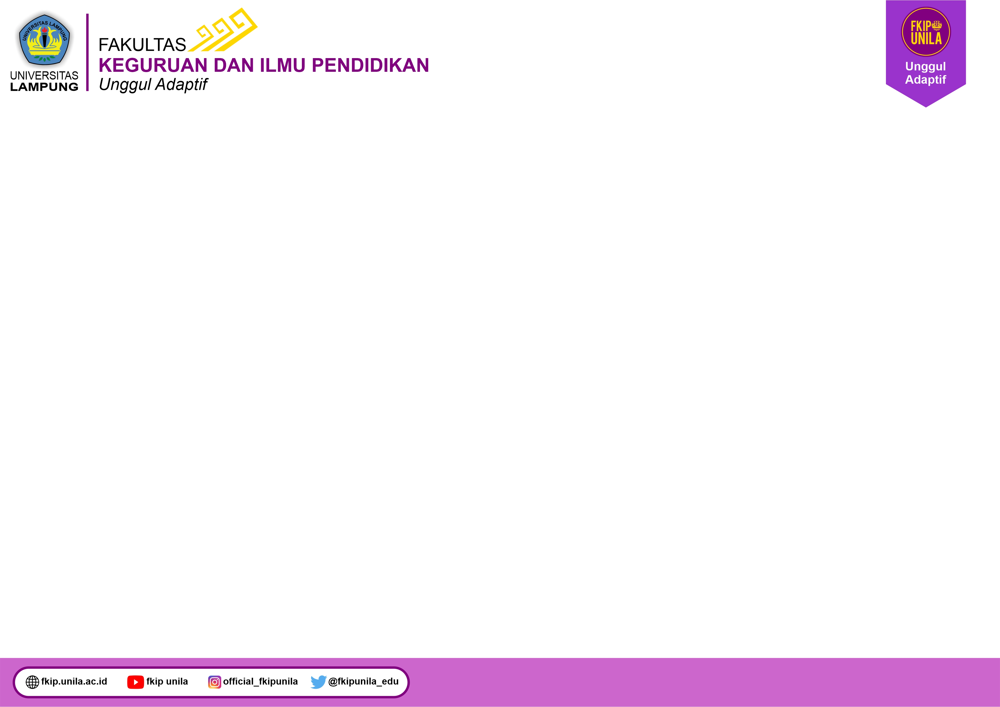 UNIVERSITAS LAMPUNG
UNIVERSITAS
LAMPUNG
FAKULTAS
KEGURUAN DAN ILMU PENDIDIKAN
Unggul Adaptif
FKIP
UNILA
Unggul
Adaptif
fkip.unila.ac.id fkip unila official_fkipunila @fkipunila_edu